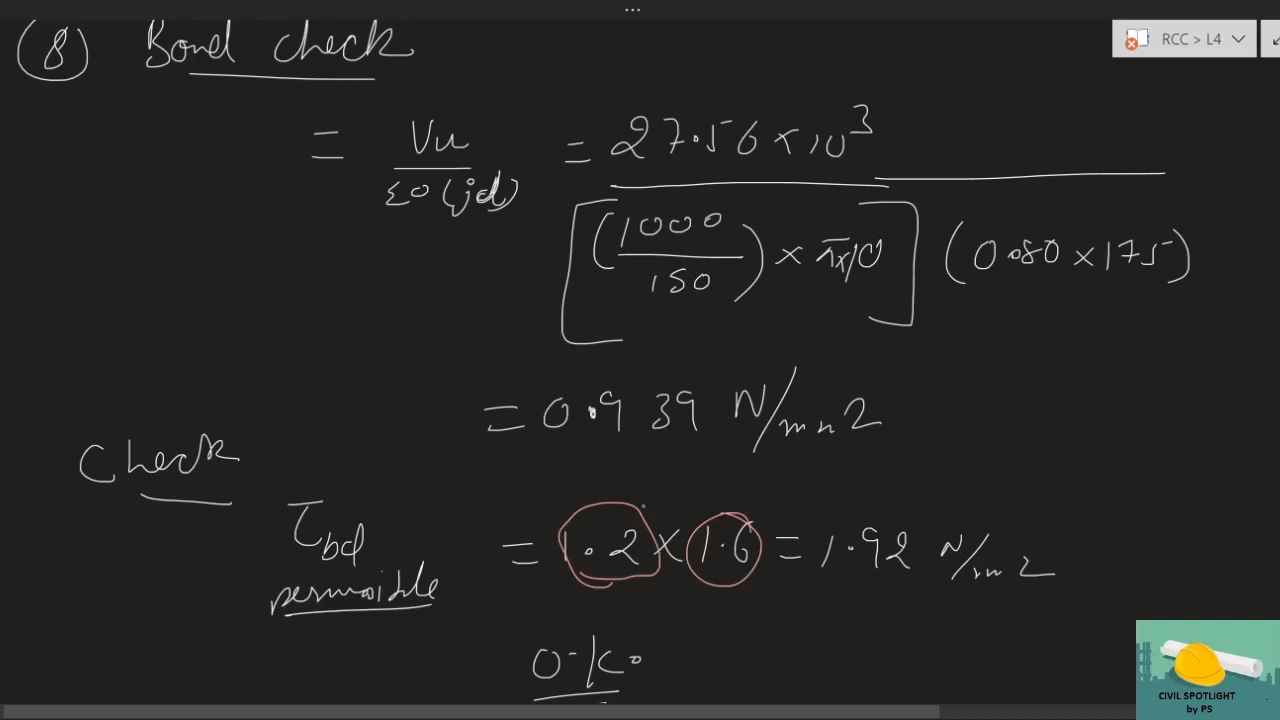 (8) Bond check
RCC > L4
= Vu / ΣO (jd) = 27.56 × 10³ / [(1000 / 150) × π×10] (0.80 × 175)
= 0.939 N/mm2
Check
τbd = 1.2 × 1.6 = 1.92 N/mm2
permissible
O.K.
CIVIL SPOTLIGHT
by PS